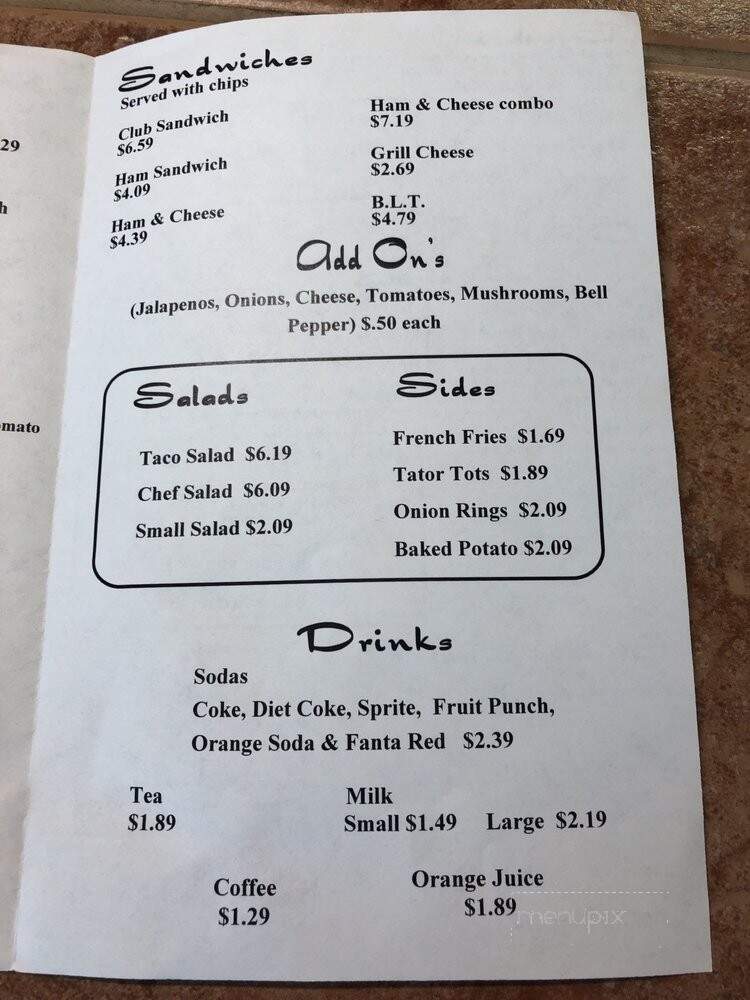 29
h
mato
Sandwiches
Served with chips
Club Sandwich
$6.59
Ham Sandwich
$4.09
Ham & Cheese
$4.39
Ham & Cheese combo
$7.19
Grill Cheese
$2.69
B.L.T.
$4.79
Add On's
(Jalapenos, Onions, Cheese, Tomatoes, Mushrooms, Bell
Pepper) $.50 each
Salads
Taco Salad $6.19
Chef Salad $6.09
Small Salad $2.09
Sides
French Fries $1.69
Tator Tots $1.89
Onion Rings $2.09
Baked Potato $2.09
Drinks
Sodas
Coke, Diet Coke, Sprite, Fruit Punch,
Orange Soda & Fanta Red $2.39
Tea
$1.89
Milk
Small $1.49 Large $2.19
Coffee
$1.29
Orange Juice
$1.89
menupix